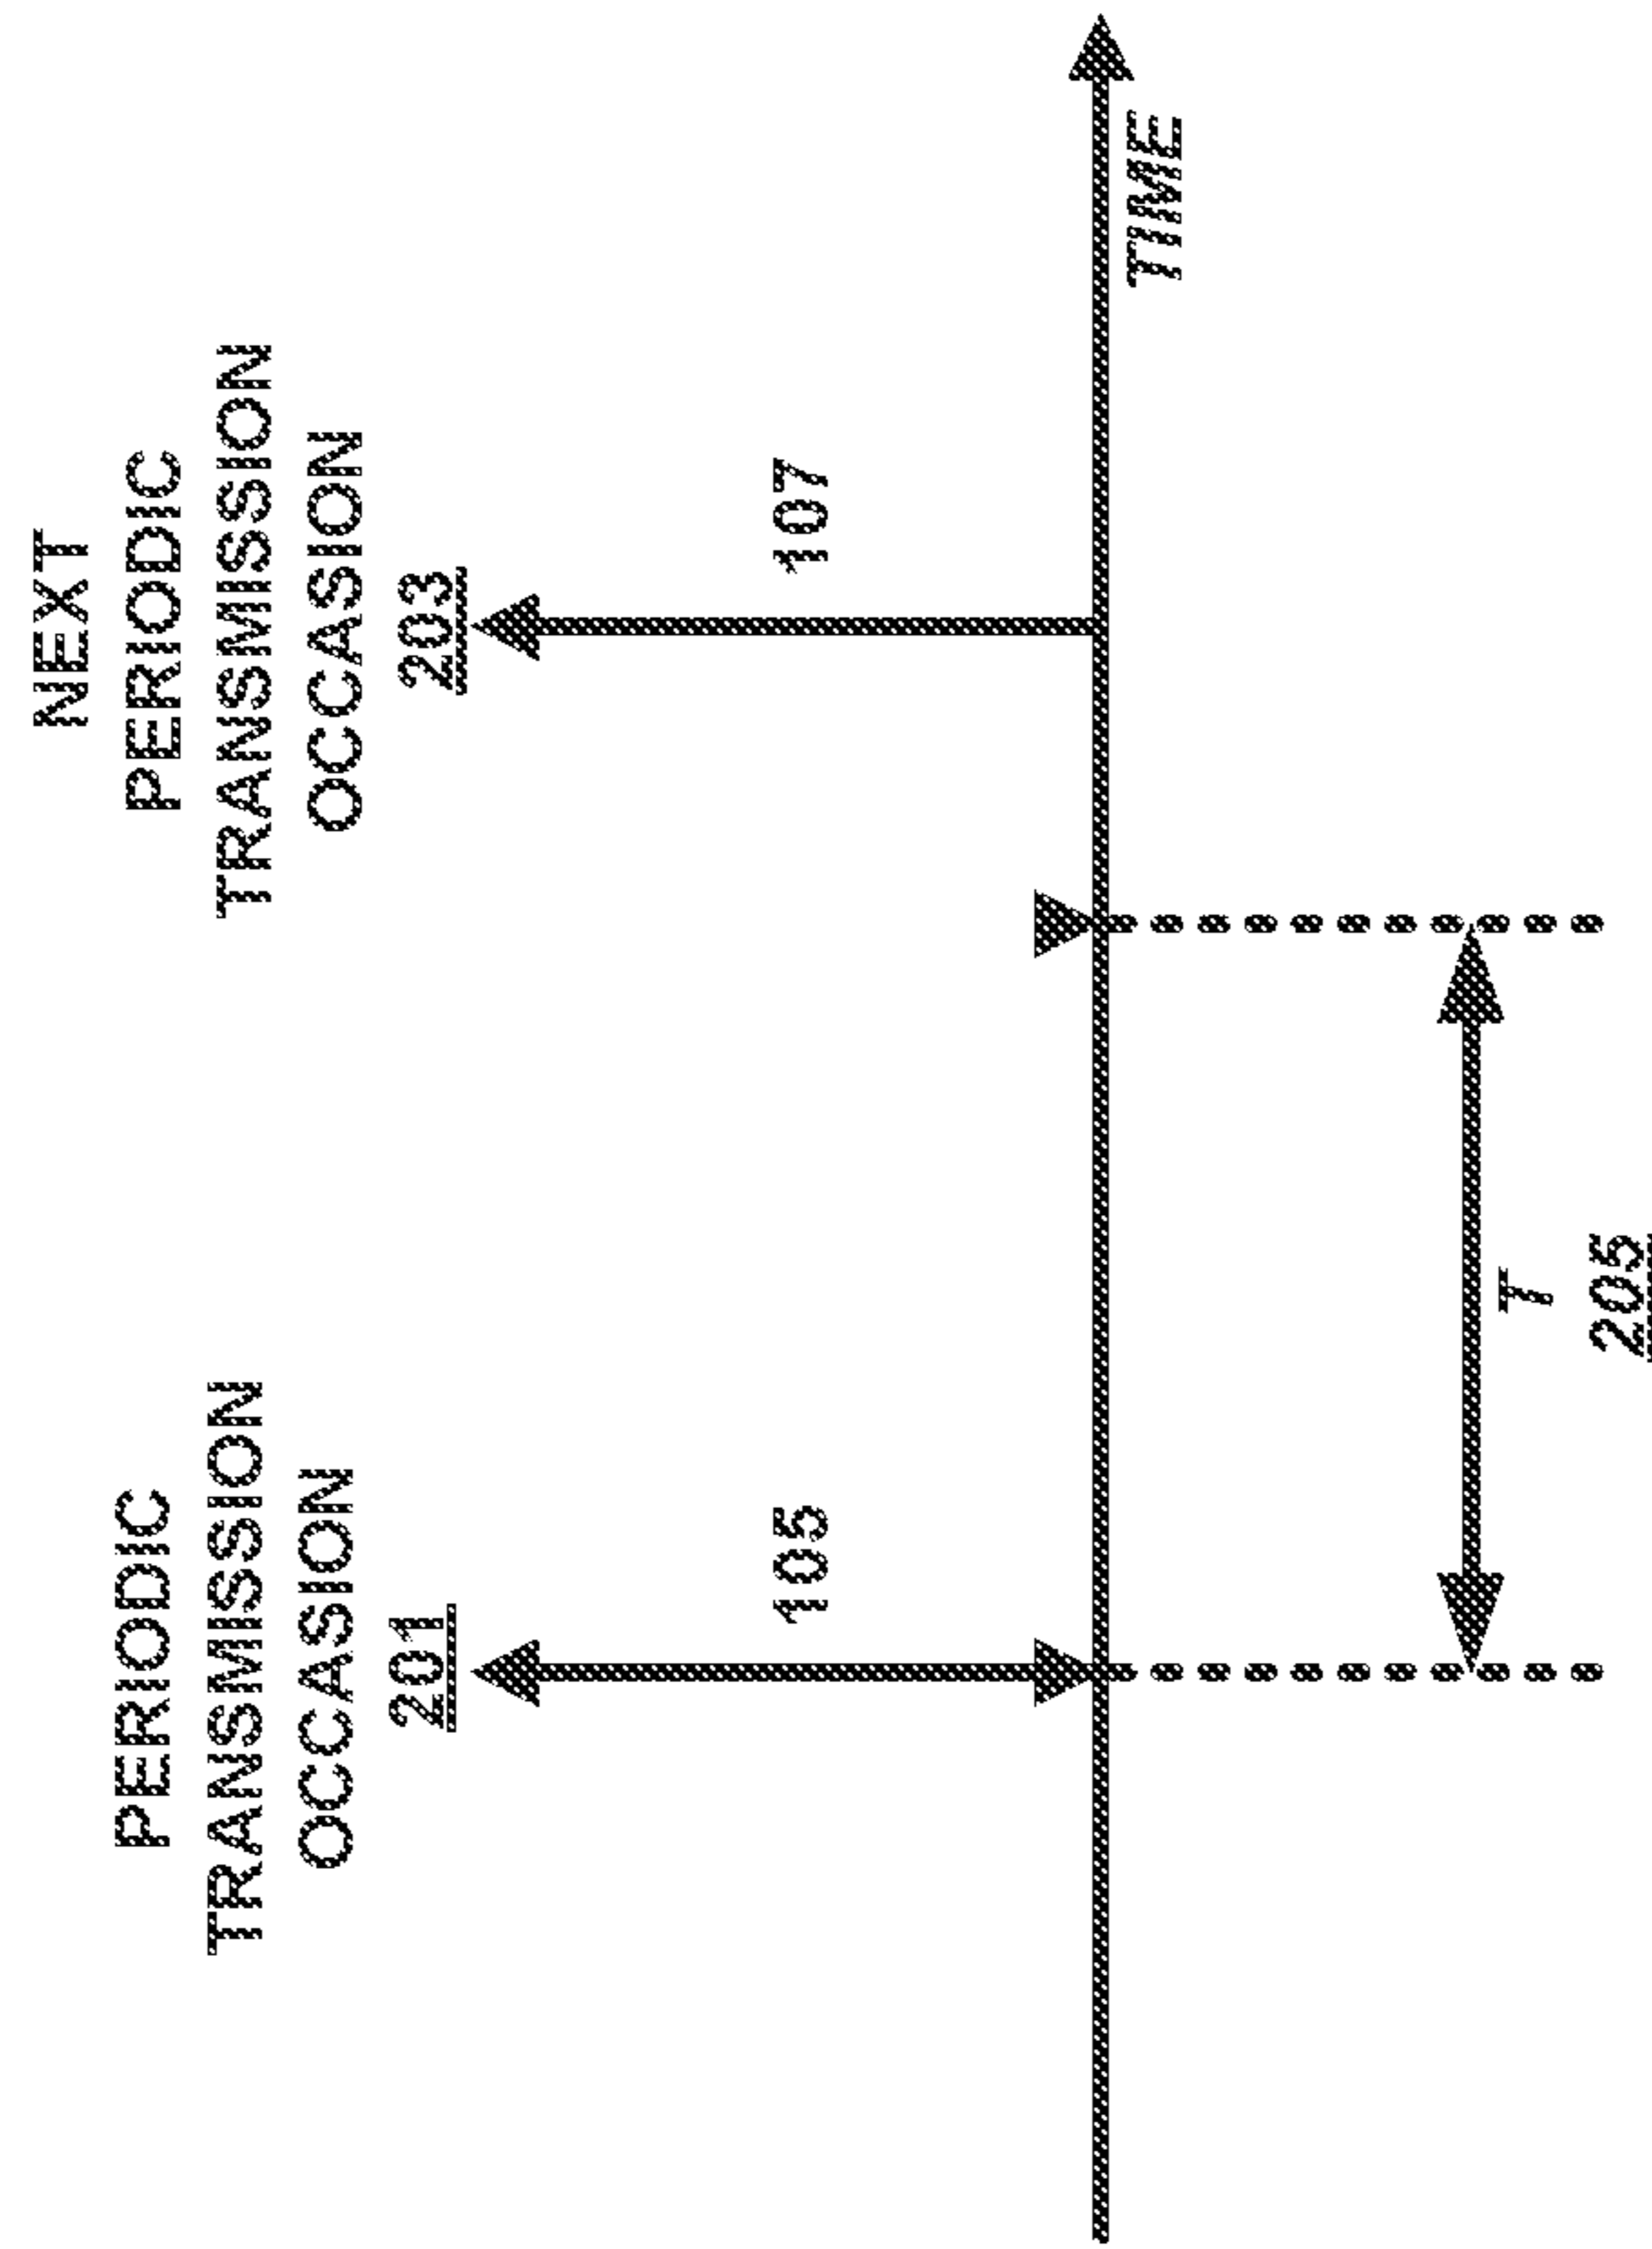 PERIODIC
TRANSMISSION
OCCASION
201
105
NEXT
PERIODIC
TRANSMISSION
OCCASION
203
107
TIME
T
205